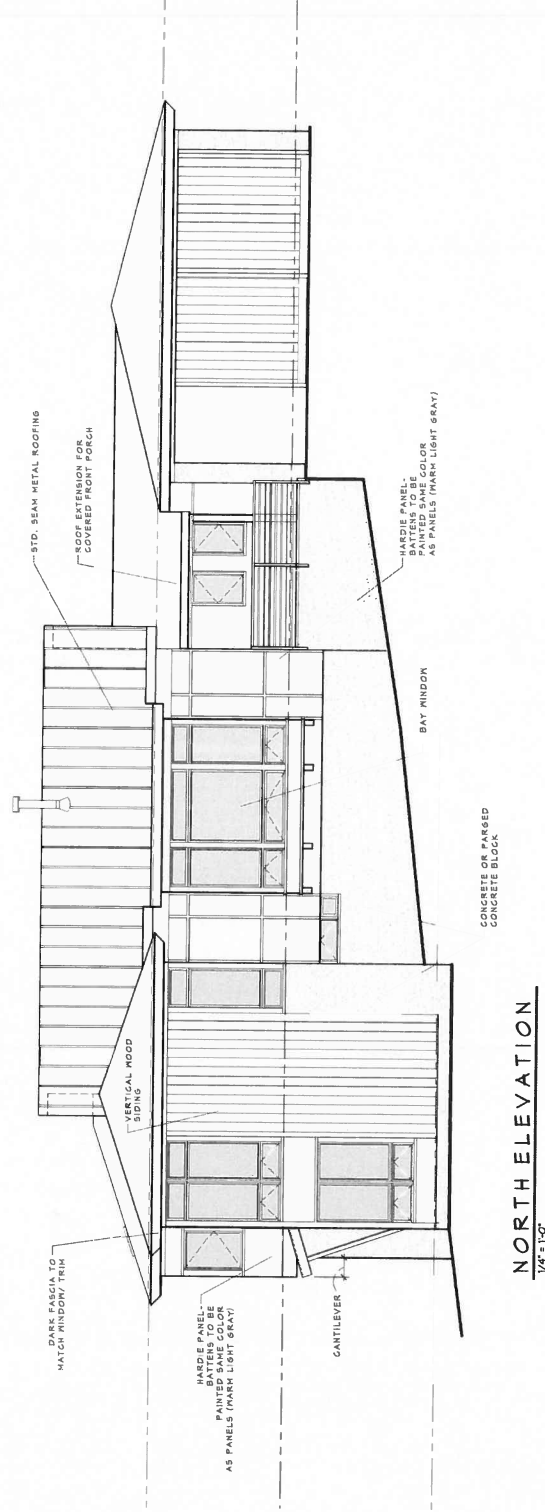 DARK FASCIA TO
MATCH WINDOW/ TRIM
VERTICAL WOOD
SIDING
STD. SEAM METAL ROOFING
ROOF EXTENSION FOR
COVERED FRONT PORCH
HARDIE PANEL-
BATTENS TO BE
PAINTED SAME COLOR
AS PANELS (WARM LIGHT GRAY)
CANTILEVER
CONCRETE OR PARGED
CONCRETE BLOCK
BAY WINDOW
HARDIE PANEL-
BATTENS TO BE
PAINTED SAME COLOR
AS PANELS (WARM LIGHT GRAY)
NORTH ELEVATION
1/4" = 1'-0"